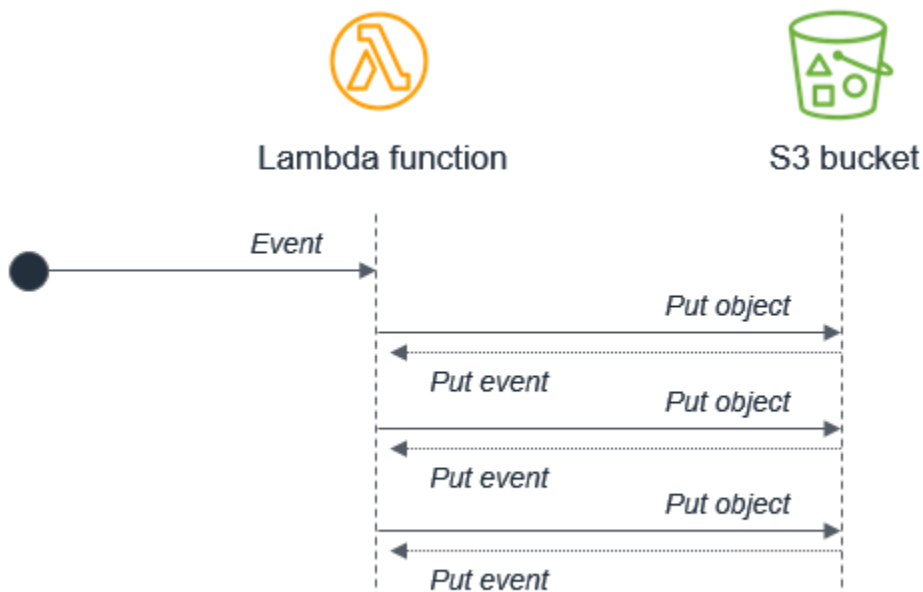 Lambda function
S3 bucket
Event
Put object
Put event
Put object
Put event
Put object
Put event